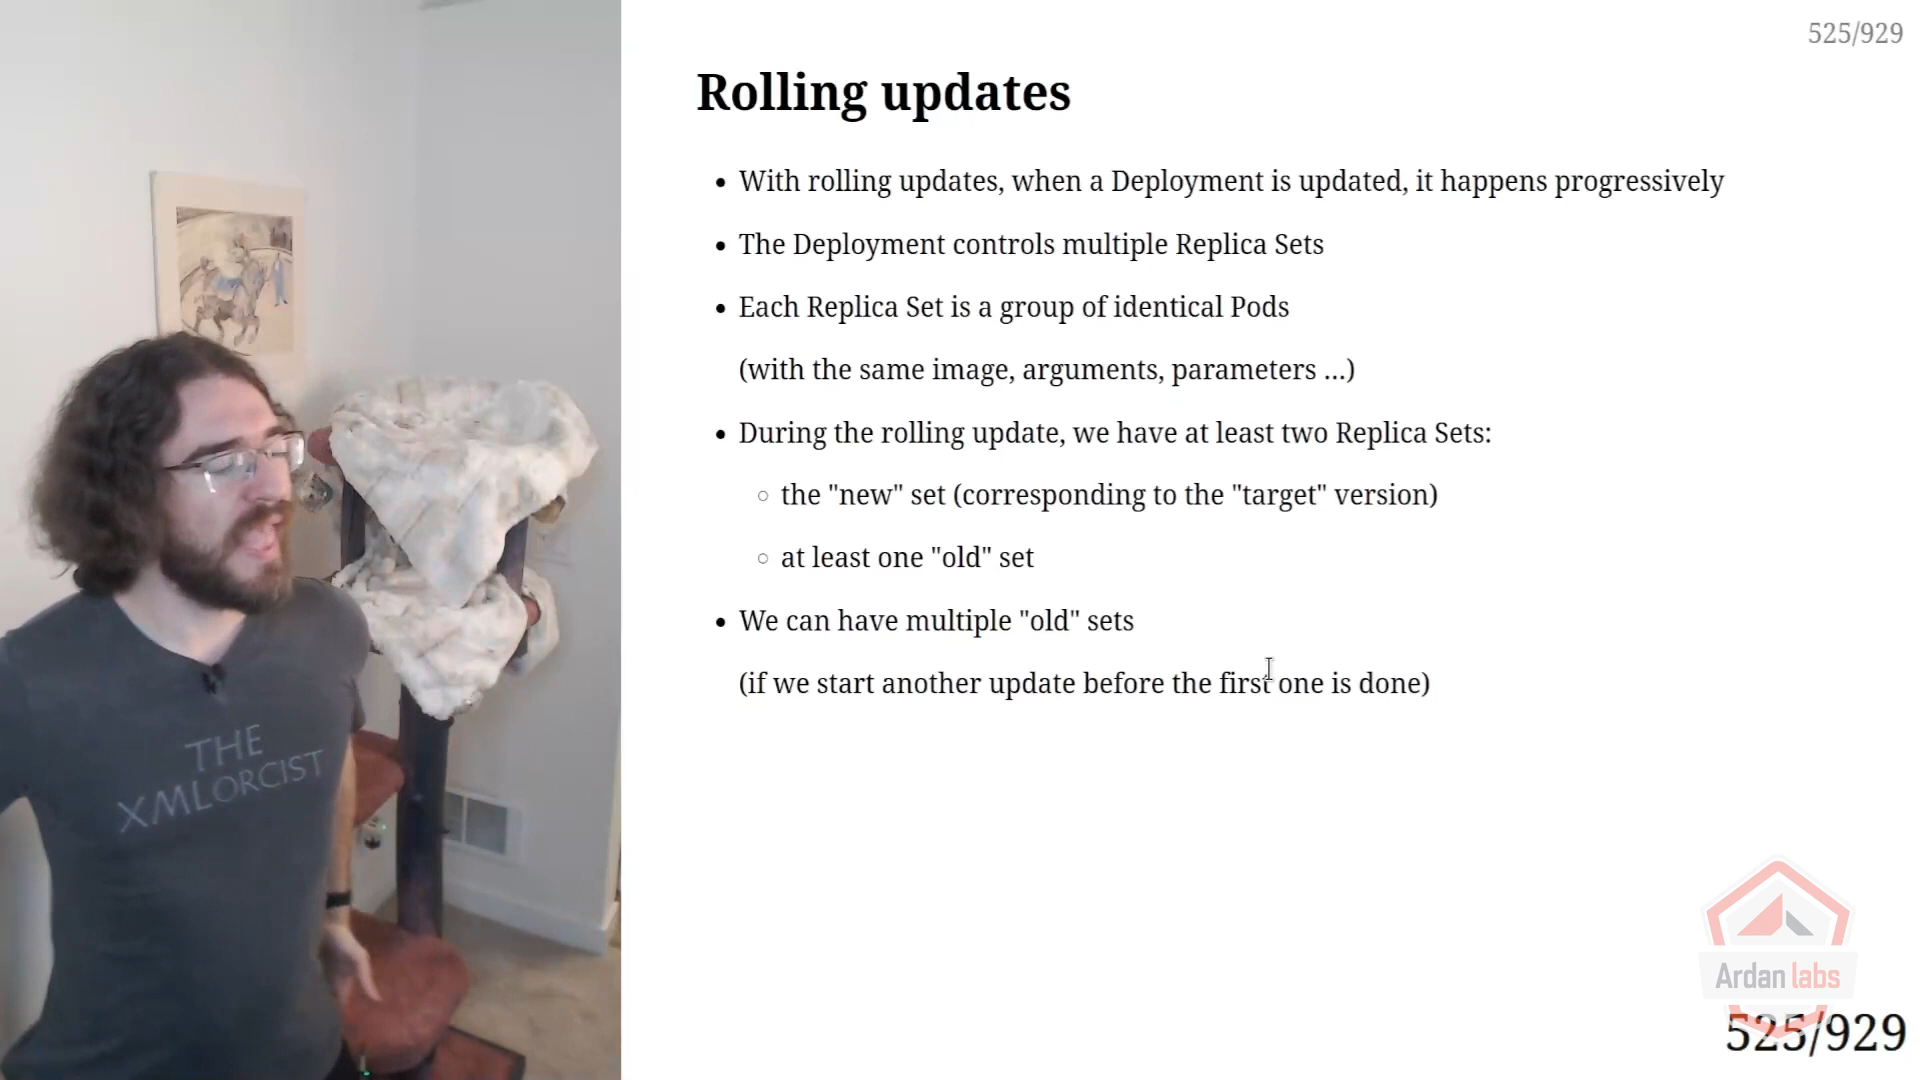 525/929
Rolling updates
• With rolling updates, when a Deployment is updated, it happens progressively
• The Deployment controls multiple Replica Sets
• Each Replica Set is a group of identical Pods
(with the same image, arguments, parameters ...)
• During the rolling update, we have at least two Replica Sets:
○ the "new" set (corresponding to the "target" version)
○ at least one "old" set
• We can have multiple "old" sets
(if we start another update before the first one is done)
THE
XMLORCIST
Ardan labs
525/929